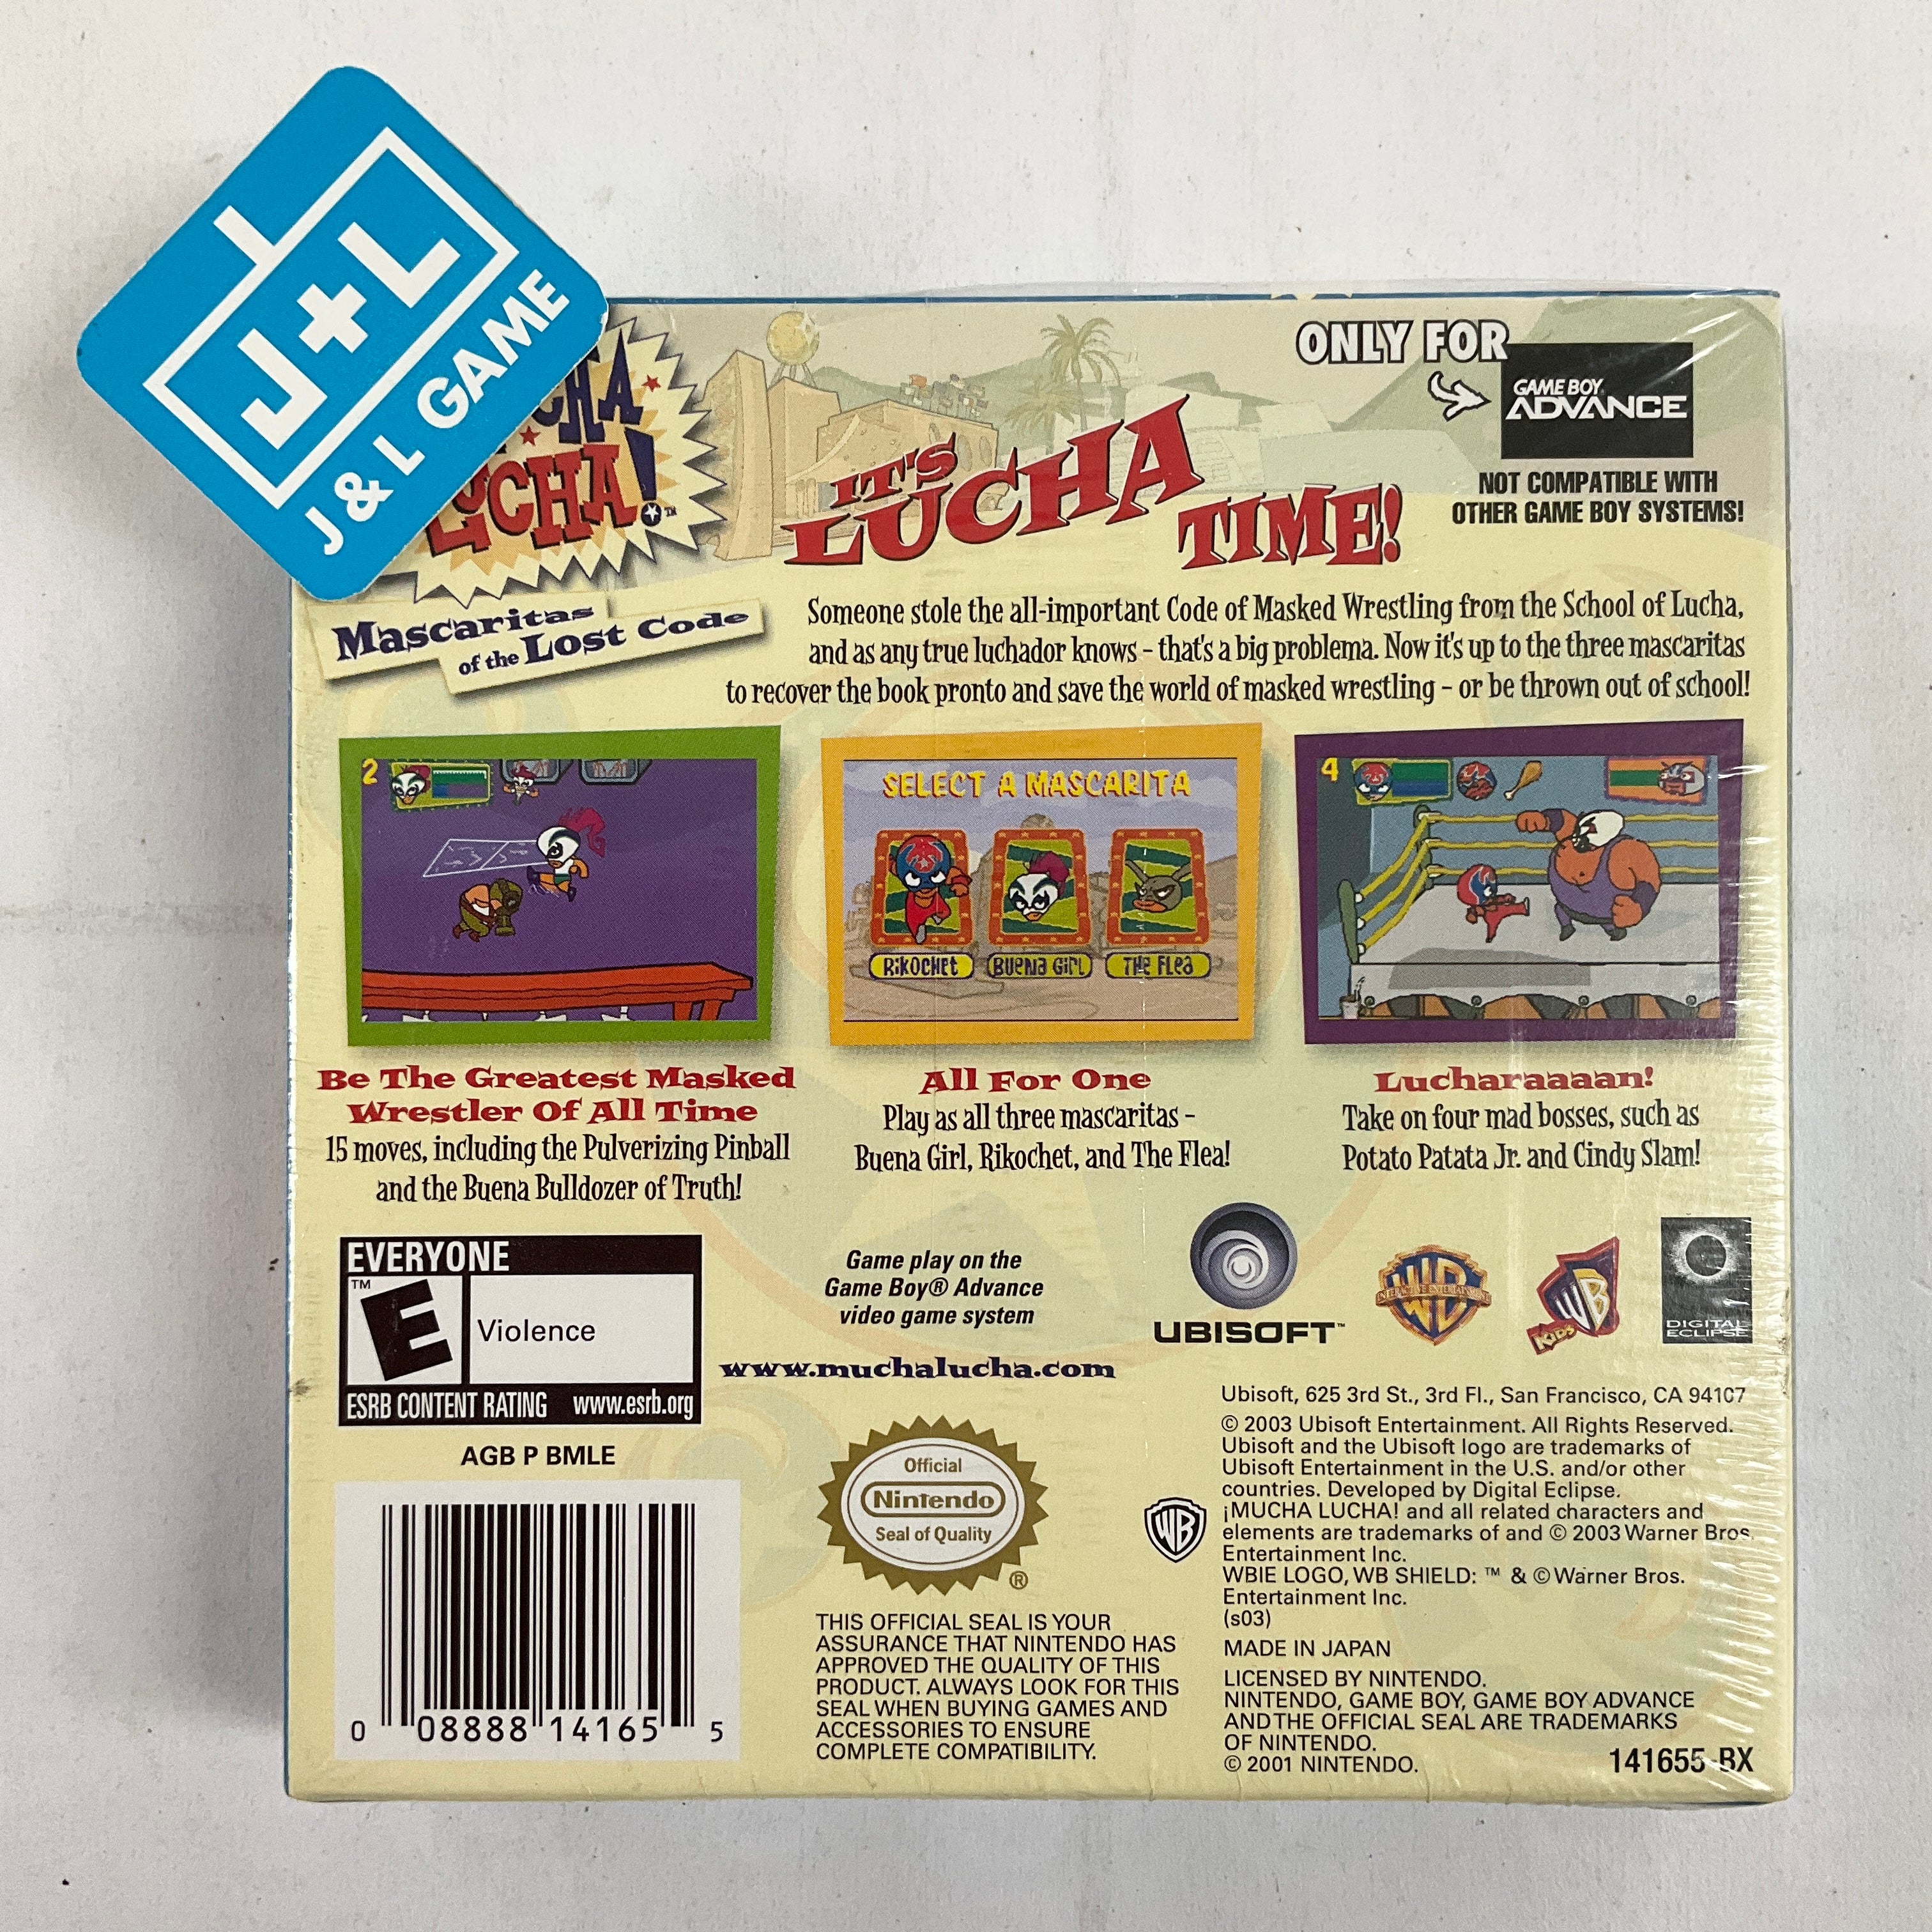 J+L
J & L GAME
LUCHA!
™
Mascaritas
of the Lost Code
IT'S
LUCHA
TIME!
ONLY FOR
GAME BOY
ADVANCE
NOT COMPATIBLE WITH
OTHER GAME BOY SYSTEMS!
Someone stole the all-important Code of Masked Wrestling from the School of Lucha,
and as any true luchador knows – that's a big problema. Now it's up to the three mascaritas
to recover the book pronto and save the world of masked wrestling – or be thrown out of school!
2
SELECT A MASCARITA
RIKOCHET BUENA GIRL THE FLEA
4
Be The Greatest Masked
Wrestler Of All Time
15 moves, including the Pulverizing Pinball
and the Buena Bulldozer of Truth!
All For One
Play as all three mascaritas –
Buena Girl, Rikochet, and The Flea!
Lucharaaaan!
Take on four mad bosses, such as
Potato Patata Jr. and Cindy Slam!
EVERYONE
™
E
Violence
ESRB CONTENT RATING www.esrb.org
AGB P BMLE
0 08888 14165 5
Game play on the
Game Boy® Advance
video game system
www.muchalucha.com
UBISOFT™
WB
INTERACTIVE ENTERTAINMENT
WB
KIDS
DIGITAL
ECLIPSE
Official
Nintendo
Seal of Quality
®
THIS OFFICIAL SEAL IS YOUR
ASSURANCE THAT NINTENDO HAS
APPROVED THE QUALITY OF THIS
PRODUCT. ALWAYS LOOK FOR THIS
SEAL WHEN BUYING GAMES AND
ACCESSORIES TO ENSURE
COMPLETE COMPATIBILITY.
WB
Ubisoft, 625 3rd St., 3rd Fl., San Francisco, CA 94107
© 2003 Ubisoft Entertainment. All Rights Reserved.
Ubisoft and the Ubisoft logo are trademarks of
Ubisoft Entertainment in the U.S. and/or other
countries. Developed by Digital Eclipse.
¡MUCHA LUCHA! and all related characters and
elements are trademarks of and © 2003 Warner Bros.
Entertainment Inc.
WBIE LOGO, WB SHIELD: ™ & © Warner Bros.
Entertainment Inc.
(s03)
MADE IN JAPAN
LICENSED BY NINTENDO.
NINTENDO, GAME BOY, GAME BOY ADVANCE
AND THE OFFICIAL SEAL ARE TRADEMARKS
OF NINTENDO.
© 2001 NINTENDO.
141655-BX